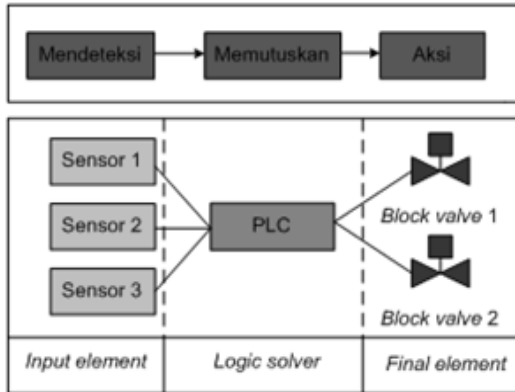 Mendeteksi Memutuskan Aksi
Sensor 1
Sensor 2
Sensor 3
PLC
Block valve 1
Block valve 2
Input element Logic solver Final element